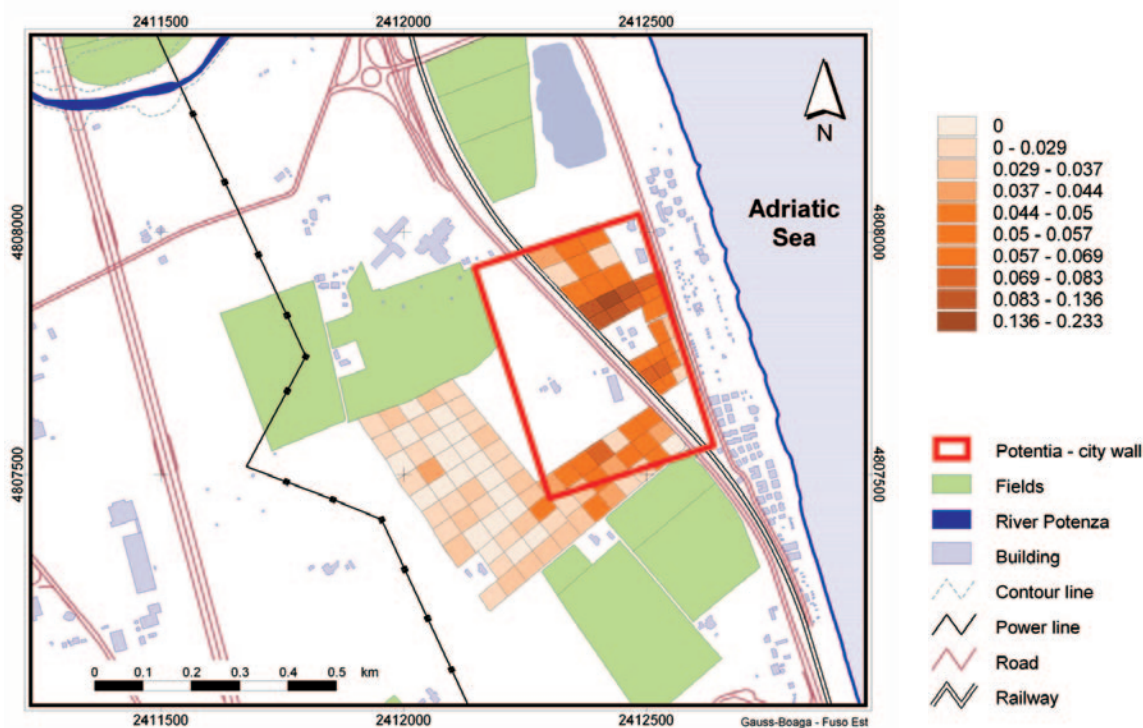 2411500 2412000 2412500
4808000 4808000
4807500 4807500
N
Adriatic
Sea
0 0.1 0.2 0.3 0.4 0.5 km
2411500 2412000 2412500
Gauss-Boaga - Fuso Est
0
0 - 0.029
0.029 - 0.037
0.037 - 0.044
0.044 - 0.05
0.05 - 0.057
0.057 - 0.069
0.069 - 0.083
0.083 - 0.136
0.136 - 0.233
Potentia - city wall
Fields
River Potenza
Building
Contour line
Power line
Road
Railway